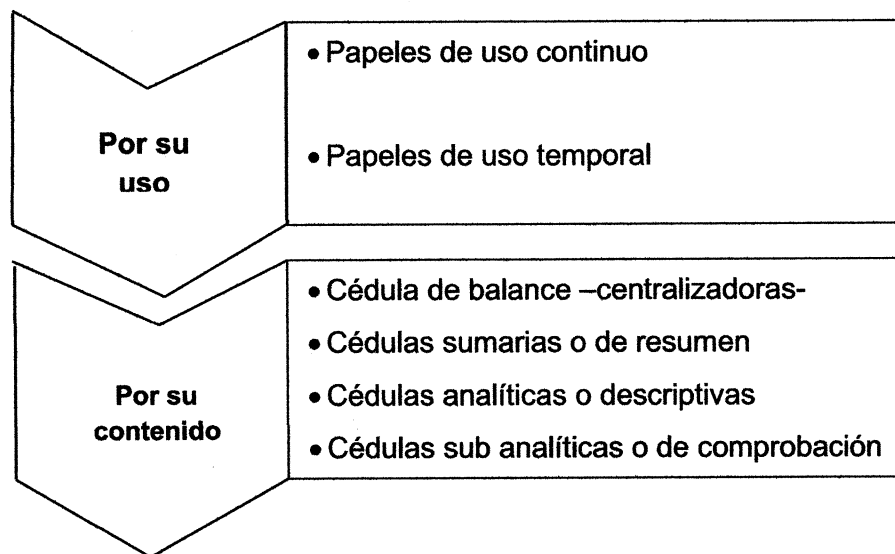 Por su
uso
• Papeles de uso continuo
• Papeles de uso temporal
Por su
contenido
• Cédula de balance –centralizadoras-
• Cédulas sumarias o de resumen
• Cédulas analíticas o descriptivas
• Cédulas sub analíticas o de comprobación